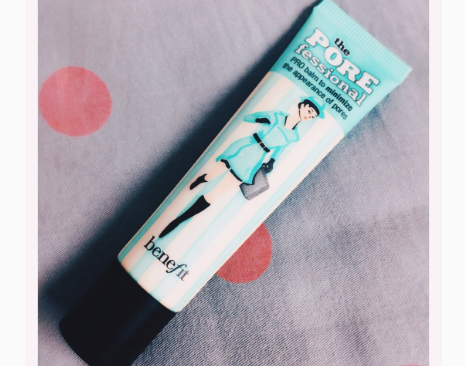 the
PORE
fessional
PRO balm to minimize
the appearance of pores
benefit